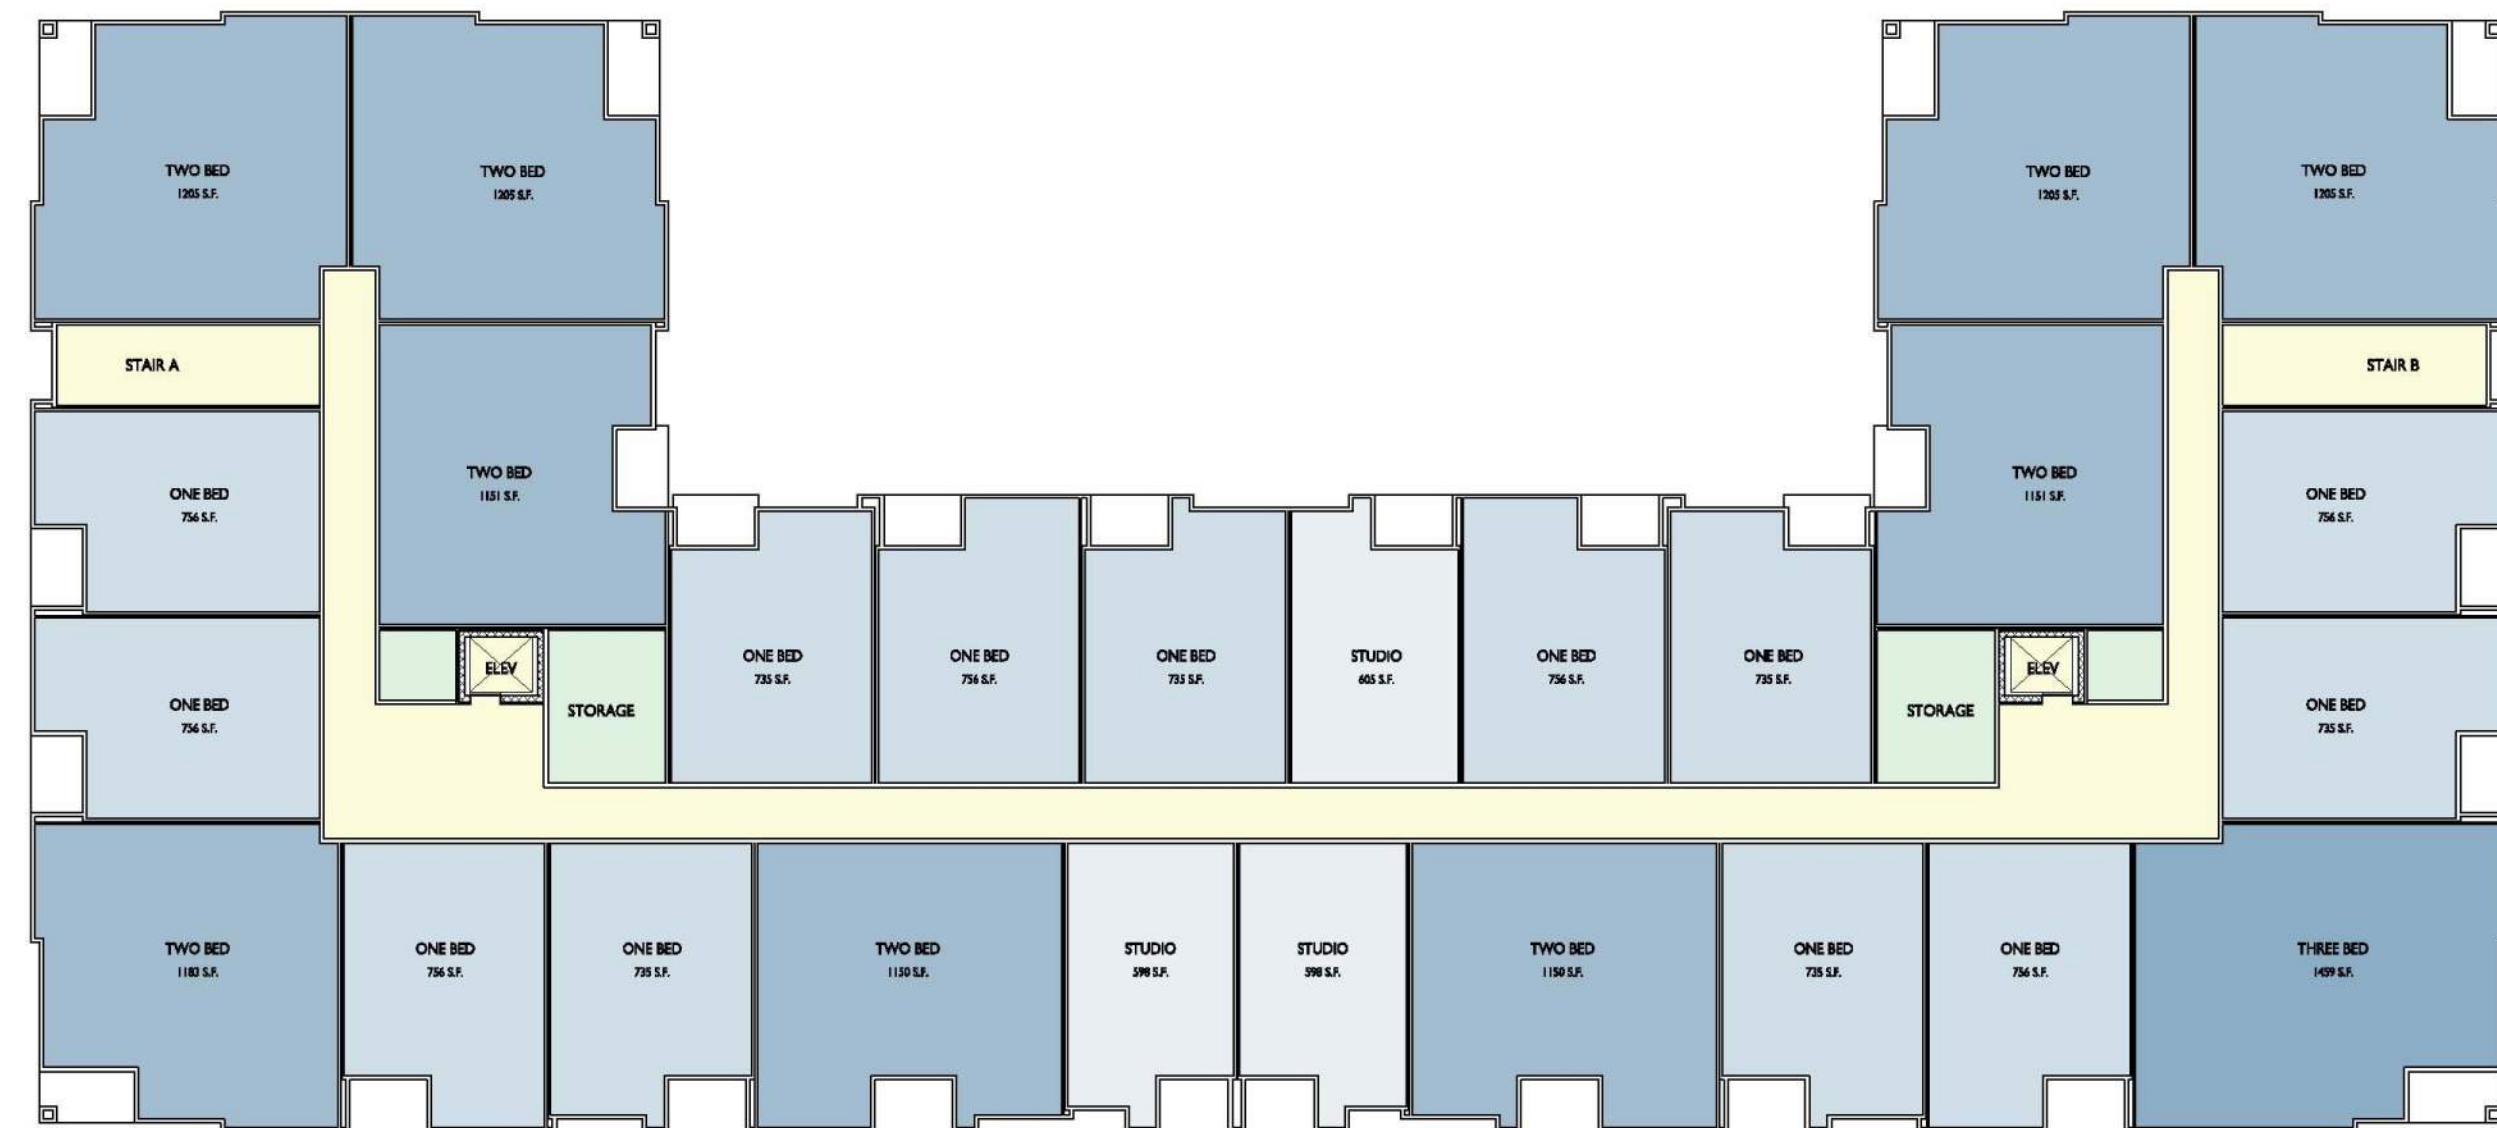 TWO BED
1205 S.F.
TWO BED
1205 S.F.
TWO BED
1205 S.F.
TWO BED
1205 S.F.
STAIR A
STAIR B
TWO BED
1151 S.F.
TWO BED
1151 S.F.
ONE BED
756 S.F.
ONE BED
756 S.F.
ONE BED
756 S.F.
ELEV
STORAGE
ONE BED
735 S.F.
ONE BED
756 S.F.
ONE BED
735 S.F.
STUDIO
605 S.F.
ONE BED
756 S.F.
ONE BED
735 S.F.
STORAGE
ELEV
ONE BED
735 S.F.
TWO BED
1183 S.F.
ONE BED
756 S.F.
ONE BED
735 S.F.
TWO BED
1150 S.F.
STUDIO
598 S.F.
STUDIO
598 S.F.
TWO BED
1150 S.F.
ONE BED
735 S.F.
ONE BED
756 S.F.
THREE BED
1459 S.F.